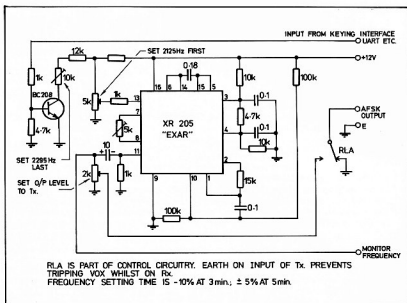 INPUT FROM KEYING INTERFACE
UART ETC.
12k
SET 2125Hz FIRST
+12V
1k
10k
0·18
BC208
5k
1k
16
6
14
15
5
13
3
10k
0·1
100k
7
5k
8
XR 205
"EXAR"
4·7k
4
0·1
10k
AFSK
OUTPUT
E
4·7k
SET 2295Hz
LAST
10
11
2
RLA
SET O/P LEVEL
TO Tx.
2k
1k
9
10
1
15k
100k
0·1
MONITOR
FREQUENCY
RLA IS PART OF CONTROL CIRCUITRY. EARTH ON INPUT OF Tx. PREVENTS
TRIPPING VOX WHILST ON Rx.
FREQUENCY SETTING TIME IS -10% AT 3min.; ± 5% AT 5min.